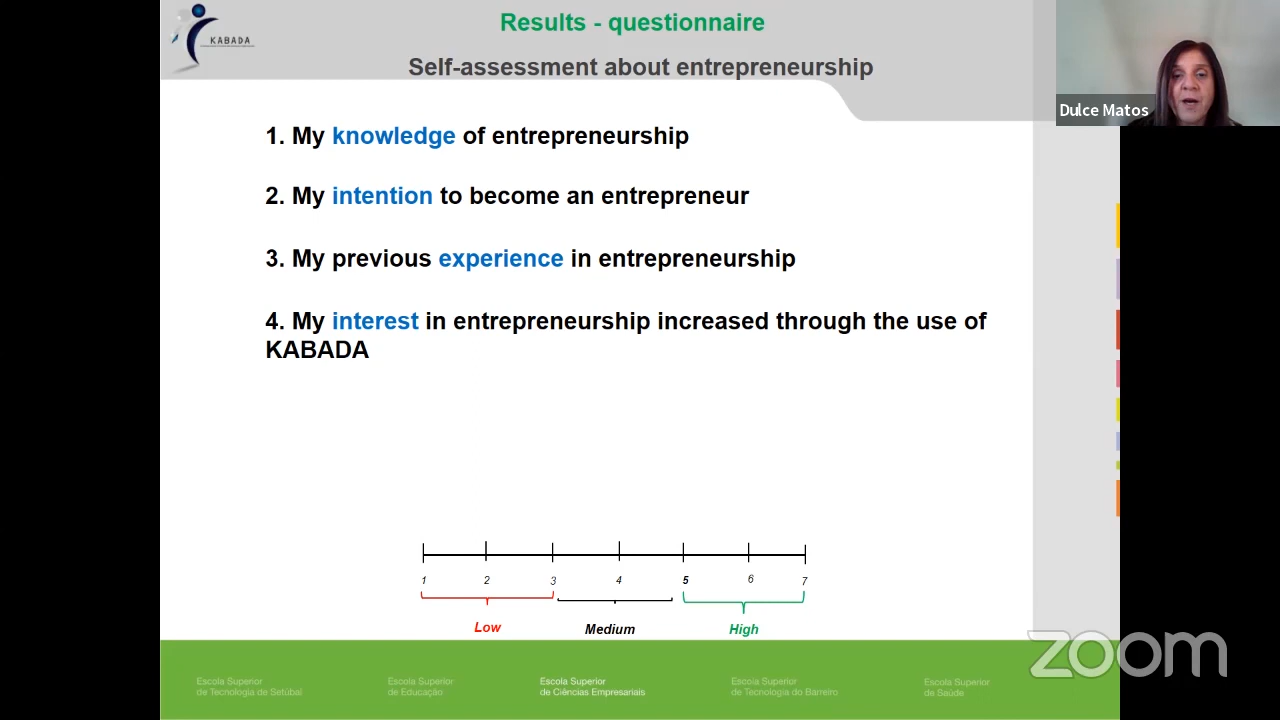 KABADA
Results - questionnaire
Self-assessment about entrepreneurship
Dulce Matos
1. My knowledge of entrepreneurship
2. My intention to become an entrepreneur
3. My previous experience in entrepreneurship
4. My interest in entrepreneurship increased through the use of
KABADA
1 2 3 4 5 6 7
Low Medium High
zoom
Escola Superior
de Tecnologia de Setúbal
Escola Superior
de Educação
Escola Superior
de Ciências Empresariais
Escola Superior
de Tecnologia do Barreiro
Escola Superior
de Saúde